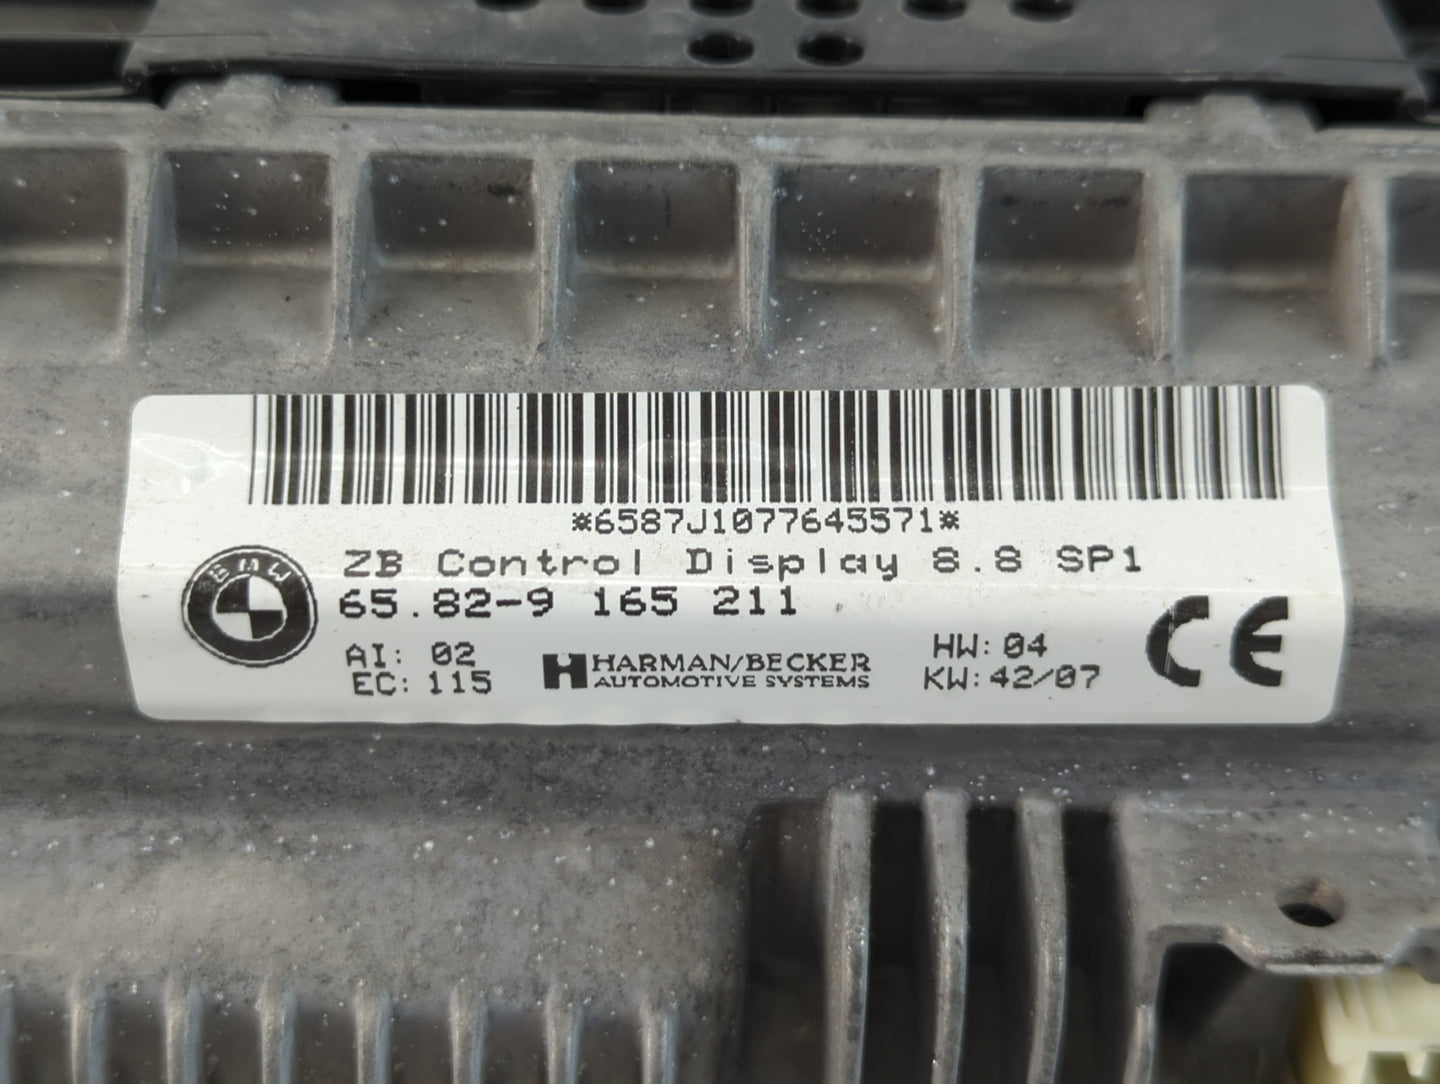 *6587J1077645571*
ZB Control Display 8.8 SP1
BMW
65.82-9 165 211
AI: 02
EC: 115
HARMAN/BECKER
AUTOMOTIVE SYSTEMS
HW: 04
KW: 42/07
CE